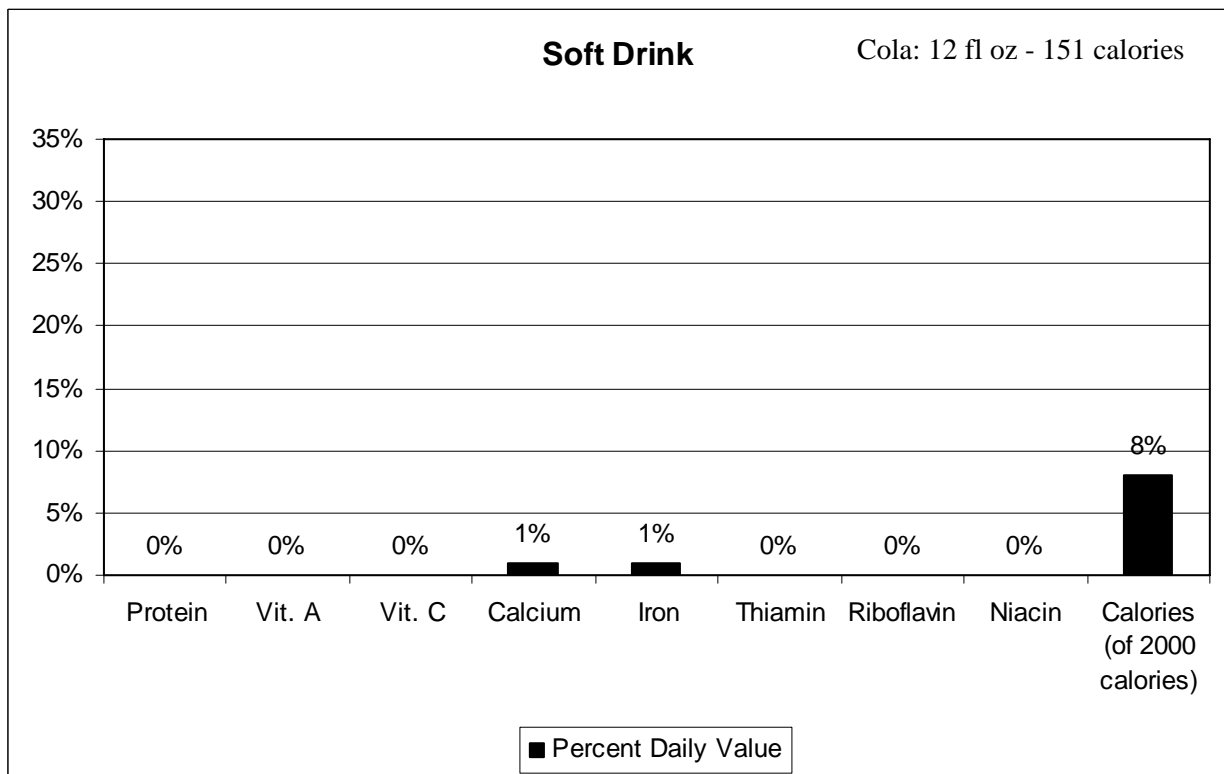 Soft Drink
Cola: 12 fl oz - 151 calories
35%
30%
25%
20%
15%
10%
5%
0%
0%
0%
0%
1%
1%
0%
0%
0%
8%
Protein
Vit. A
Vit. C
Calcium
Iron
Thiamin
Riboflavin
Niacin
Calories
(of 2000
calories)
Percent Daily Value